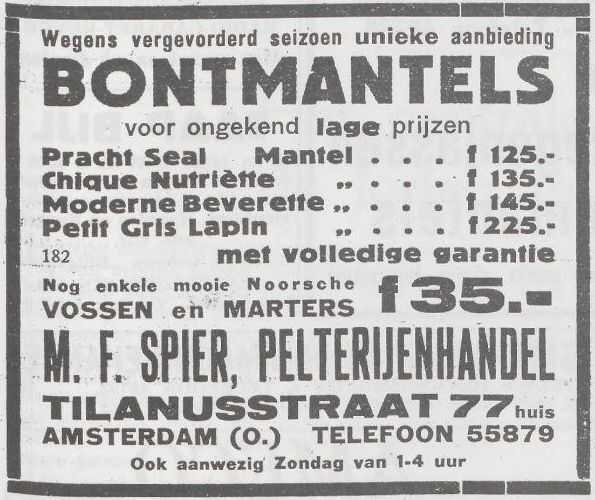 Wegens vergevorderd seizoen unieke aanbieding
BONTMANTELS
voor ongekend lage prijzen
Pracht Seal Mantel . . . f 125.-
Chique Nutriètte „ . . . f 135.-
Moderne Beverette „ . . . f 145.-
Petit Gris Lapin „ . . . f 225.-
182 met volledige garantie
Nog enkele mooie Noorsche
VOSSEN en MARTERS f 35.-
M. F. SPIER, PELTERIJENHANDEL
TILANUSSTRAAT 77 huis
AMSTERDAM (O.) TELEFOON 55879
Ook aanwezig Zondag van 1-4 uur